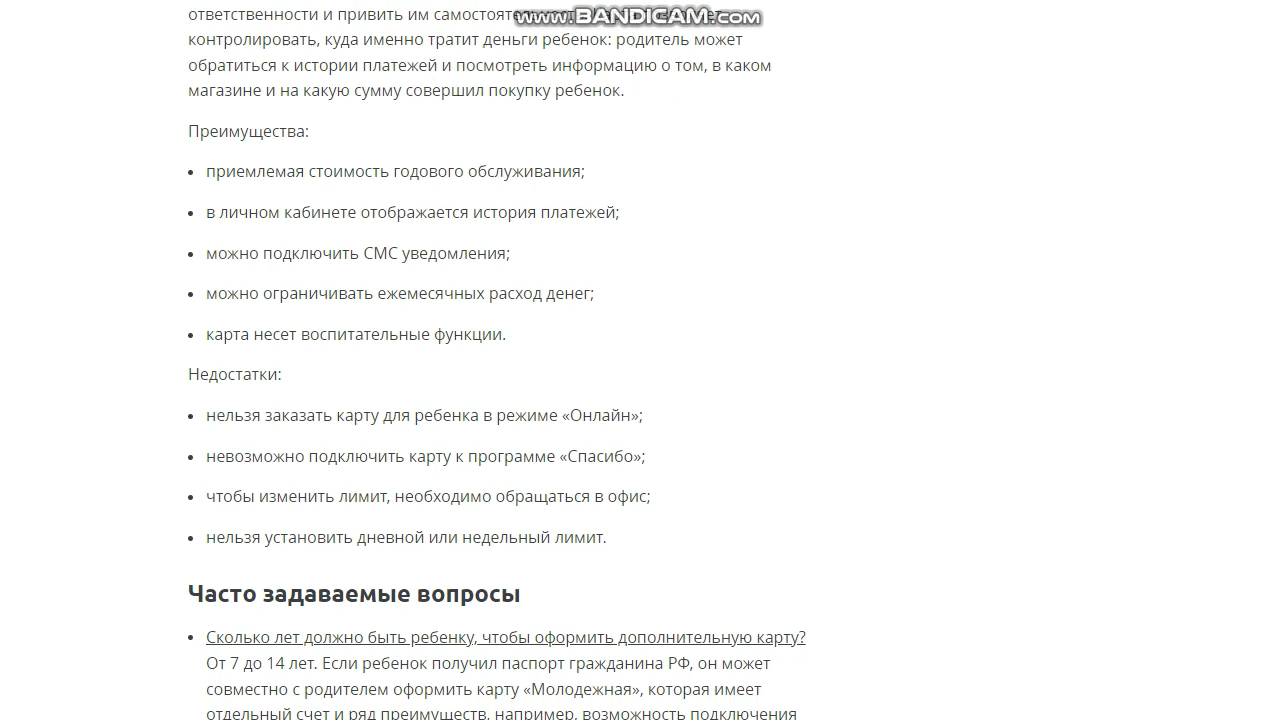 ответственности и привить им
www.BANDICAM.com
контролировать, куда именно тратит деньги ребенок: родитель может
обратиться к истории платежей и посмотреть информацию о том, в каком
магазине и на какую сумму совершил покупку ребенок.
Преимущества:
• приемлемая стоимость годового обслуживания;
• в личном кабинете отображается история платежей;
• можно подключить СМС уведомления;
• можно ограничивать ежемесячных расход денег;
• карта несет воспитательные функции.
Недостатки:
• нельзя заказать карту для ребенка в режиме «Онлайн»;
• невозможно подключить карту к программе «Спасибо»;
• чтобы изменить лимит, необходимо обращаться в офис;
• нельзя установить дневной или недельный лимит.
Часто задаваемые вопросы
• Сколько лет должно быть ребенку, чтобы оформить дополнительную карту?
От 7 до 14 лет. Если ребенок получил паспорт гражданина РФ, он может
совместно с родителем оформить карту «Молодежная», которая имеет
отдельный счет и ряд преимуществ, например, возможность подключения